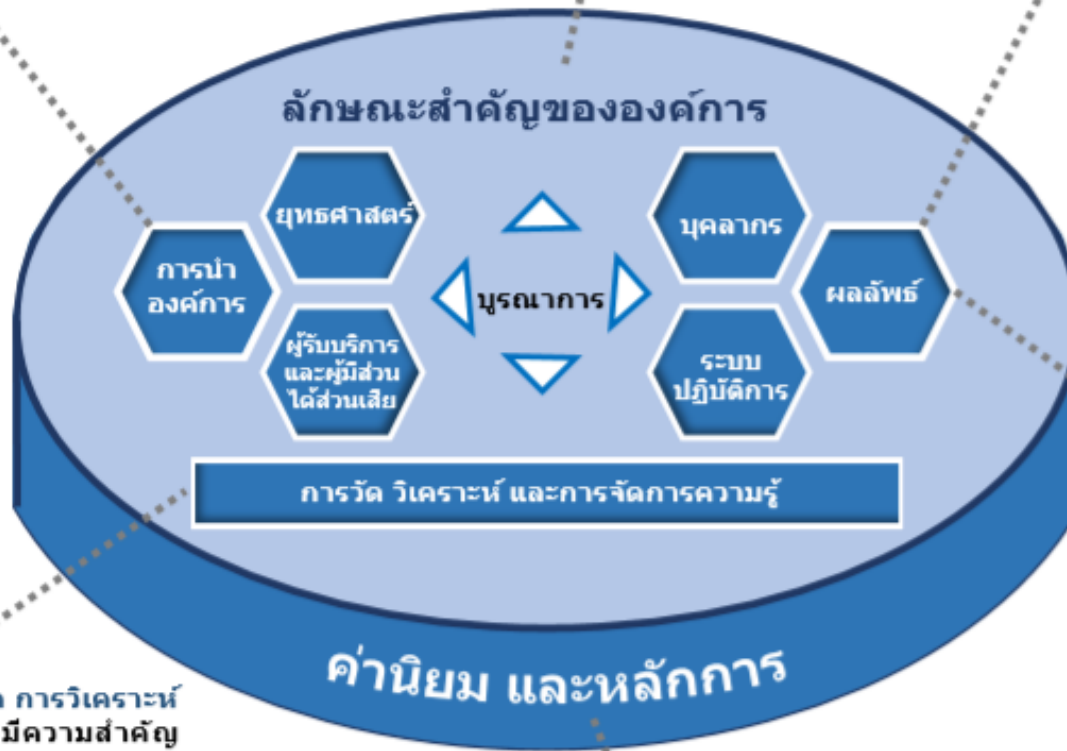 ลักษณะสำคัญขององค์การ
ยุทธศาสตร์
บุคลากร
การนำ
องค์การ
บูรณาการ
ผลลัพธ์
ผู้รับบริการ
และผู้มีส่วน
ได้ส่วนเสีย
ระบบ
ปฏิบัติการ
การวัด วิเคราะห์ และการจัดการความรู้
ค่านิยม และหลักการ
การวิเคราะห์
มีความสำคัญ